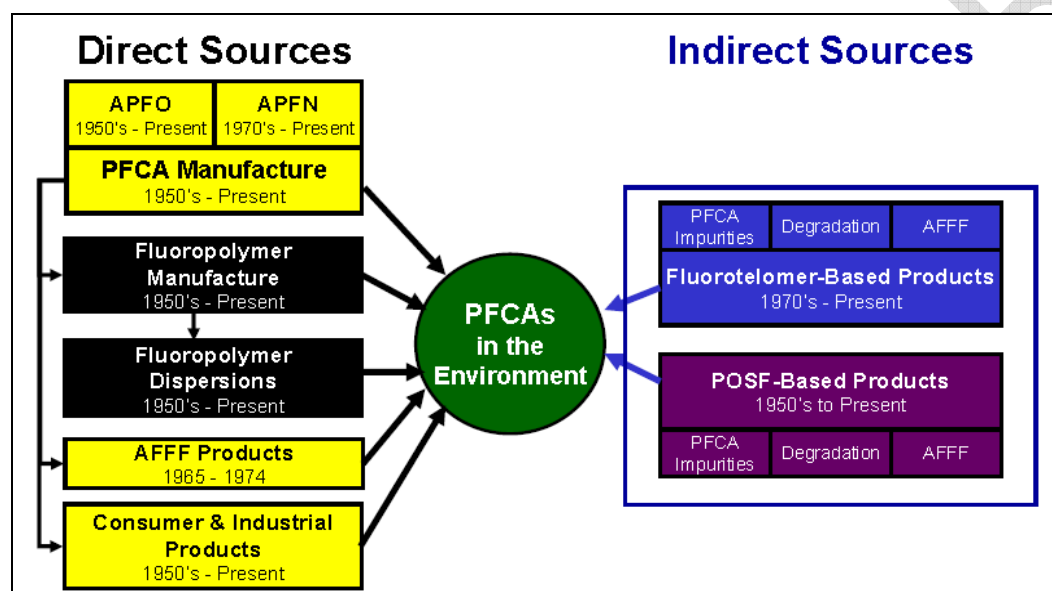 Direct Sources
APFO
1950's - Present
APFN
1970's - Present
PFCA Manufacture
1950's - Present
Fluoropolymer
Manufacture
1950's - Present
Fluoropolymer
Dispersions
1950's - Present
AFFF Products
1965 - 1974
Consumer & Industrial
Products
1950's - Present
PFCAs
in the
Environment
Indirect Sources
PFCA
Impurities
Degradation
AFFF
Fluorotelomer-Based Products
1970's - Present
POSF-Based Products
1950's to Present
PFCA
Impurities
Degradation
AFFF